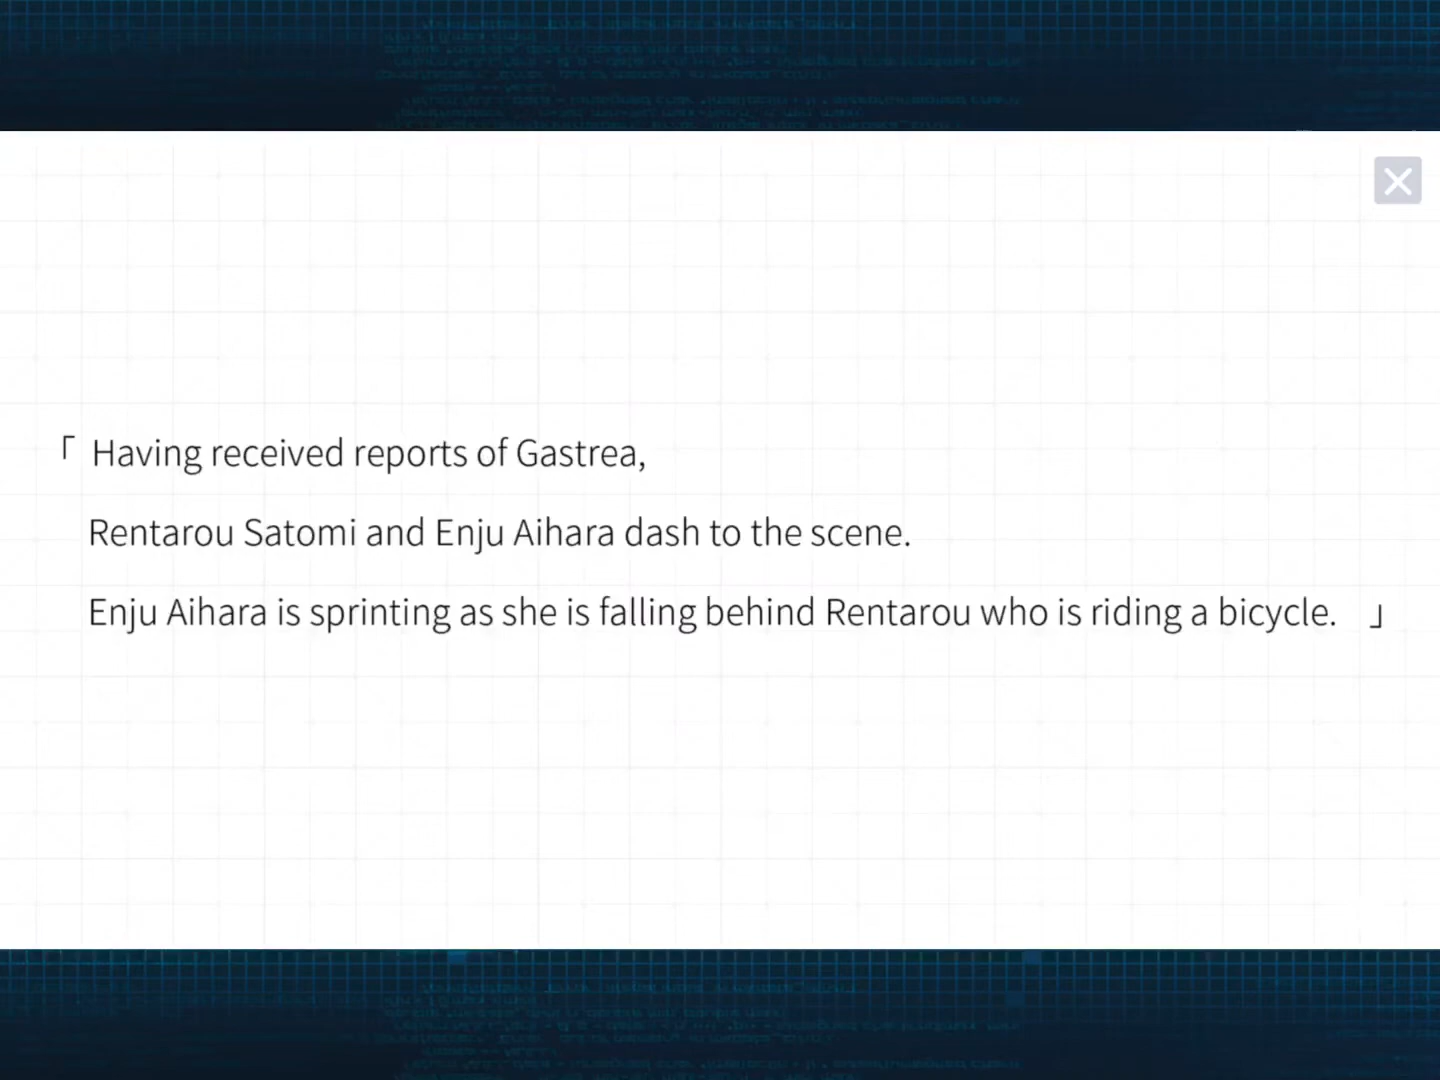 「 Having received reports of Gastrea,
Rentarou Satomi and Enju Aihara dash to the scene.
Enju Aihara is sprinting as she is falling behind Rentarou who is riding a bicycle. 」